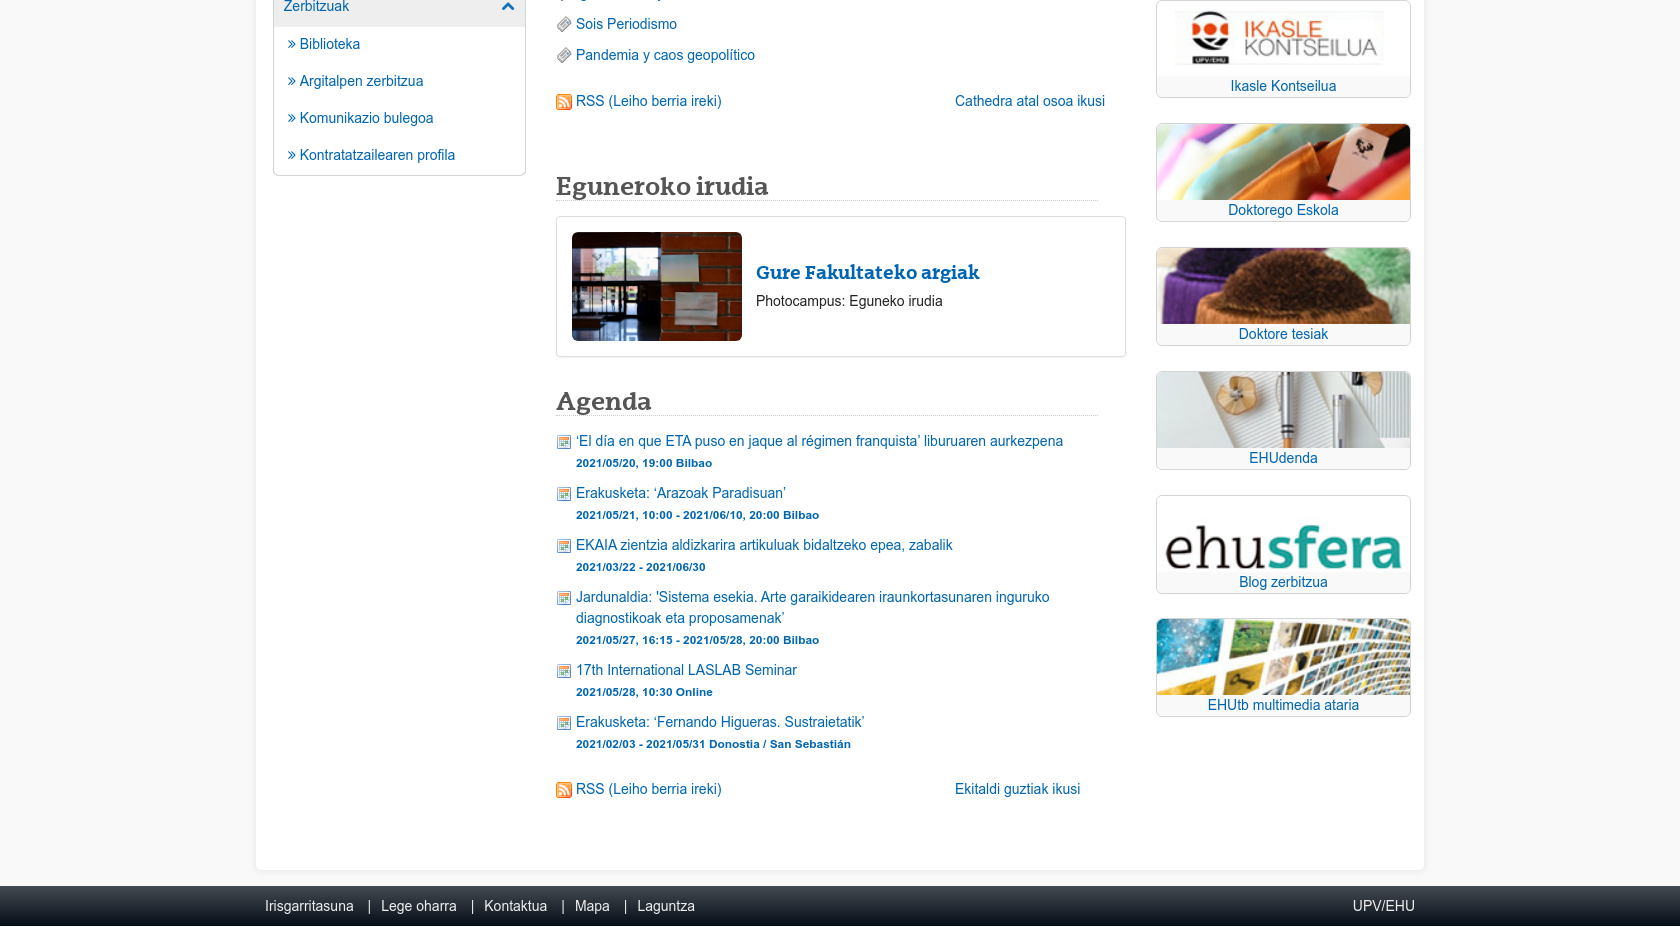 Zerbitzuak
» Biblioteka
» Argitalpen zerbitzua
» Komunikazio bulegoa
» Kontratatzailearen profila
Sois Periodismo
Pandemia y caos geopolítico
RSS (Leiho berria ireki)
Cathedra atal osoa ikusi
Eguneroko irudia
Gure Fakultateko argiak
Photocampus: Eguneko irudia
Agenda
‘El día en que ETA puso en jaque al régimen franquista’ liburuaren aurkezpena
2021/05/20, 19:00 Bilbao
Erakusketa: ‘Arazoak Paradisuan’
2021/05/21, 10:00 - 2021/06/10, 20:00 Bilbao
EKAIA zientzia aldizkarira artikuluak bidaltzeko epea, zabalik
2021/03/22 - 2021/06/30
Jardunaldia: 'Sistema esekia. Arte garaikidearen iraunkortasunaren inguruko
diagnostikoak eta proposamenak’
2021/05/27, 16:15 - 2021/05/28, 20:00 Bilbao
17th International LASLAB Seminar
2021/05/28, 10:30 Online
Erakusketa: ‘Fernando Higueras. Sustraietatik’
2021/02/03 - 2021/05/31 Donostia / San Sebastián
RSS (Leiho berria ireki)
Ekitaldi guztiak ikusi
IKASLE
KONTSEILUA
UPV/EHU
Ikasle Kontseilua
Doktorego Eskola
Doktore tesiak
EHUdenda
ehusfera
Blog zerbitzua
EHUtb multimedia ataria
Irisgarritasuna | Lege oharra | Kontaktua | Mapa | Laguntza
UPV/EHU